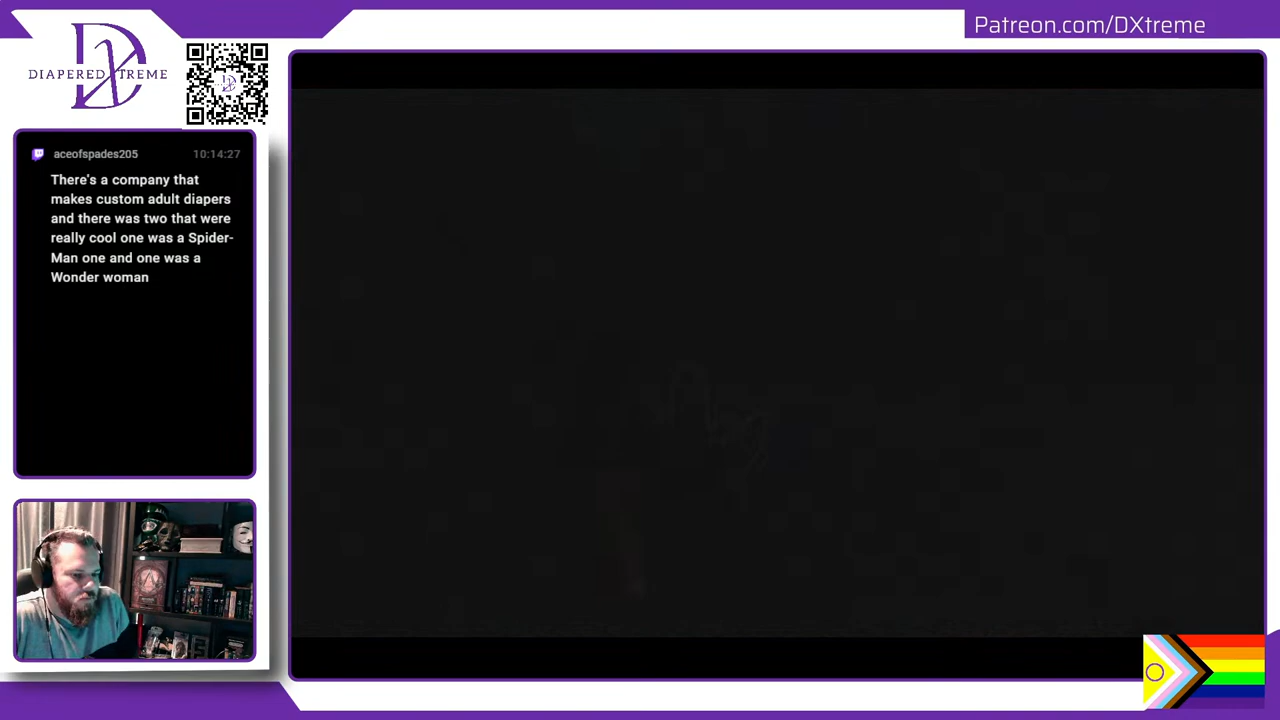 Patreon.com/DXtreme
DX
DIAPERED XTREME
aceofspades205 10:14:27
There's a company that
makes custom adult diapers
and there was two that were
really cool one was a Spider-
Man one and one was a
Wonder woman